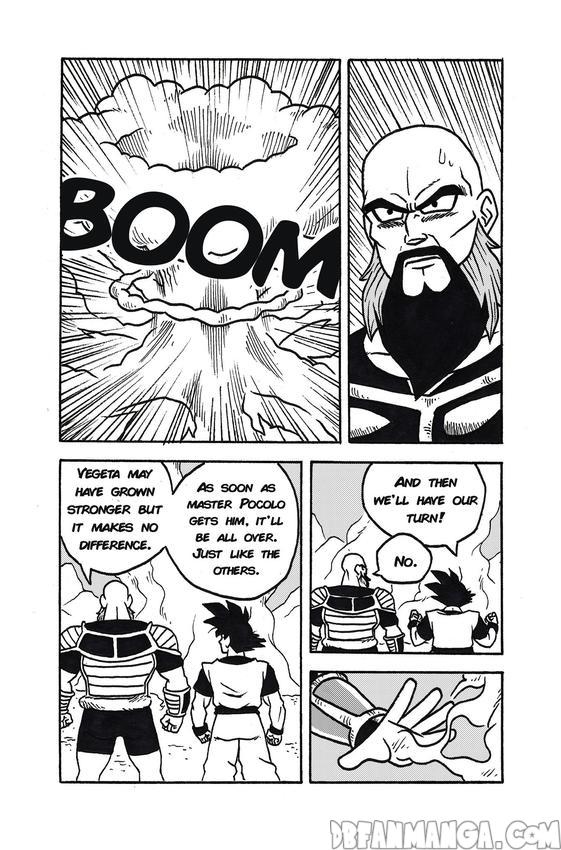 BOOM
VEGETA MAY
HAVE GROWN
STRONGER BUT
IT MAKES NO
DIFFERENCE.
AS SOON AS
MASTER POCOLO
GETS HIM, IT'LL
BE ALL OVER.
JUST LIKE THE
OTHERS.
AND THEN
WE'LL HAVE OUR
TURN!
NO.
DBFANMANGA.COM